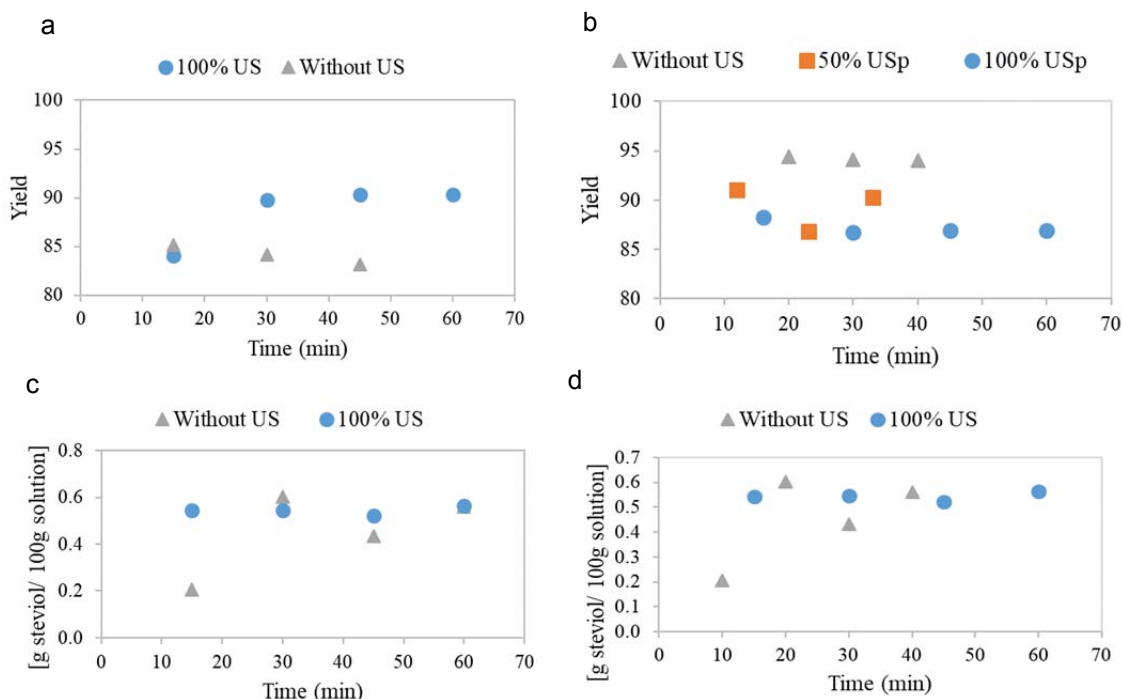 a
100% US Without US
100
95
90
85
80
Yield
0 10 20 30 40 50 60 70
Time (min)
b
Without US 50% USp 100% USp
100
95
90
85
80
Yield
0 10 20 30 40 50 60 70
Time (min)
c
Without US 100% US
0.8
0.6
0.4
0.2
0.0
[g steviol/ 100g solution]
0 10 20 30 40 50 60 70
Time (min)
d
Without US 100% US
0.7
0.6
0.5
0.4
0.3
0.2
0.1
0.0
[g steviol/ 100g solution]
0 10 20 30 40 50 60 70
Time (min)